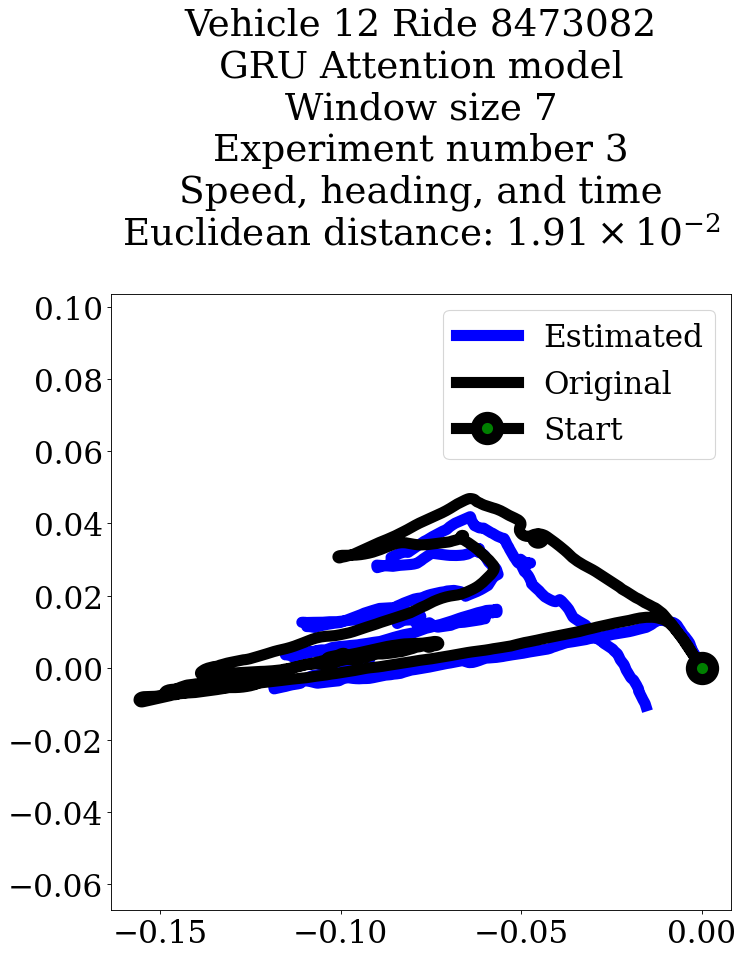 Vehicle 12 Ride 8473082
GRU Attention model
Window size 7
Experiment number 3
Speed, heading, and time
Euclidean distance: 1.91 × 10⁻²
Estimated
Original
Start
0.10
0.08
0.06
0.04
0.02
0.00
−0.02
−0.04
−0.06
−0.15
−0.10
−0.05
0.00